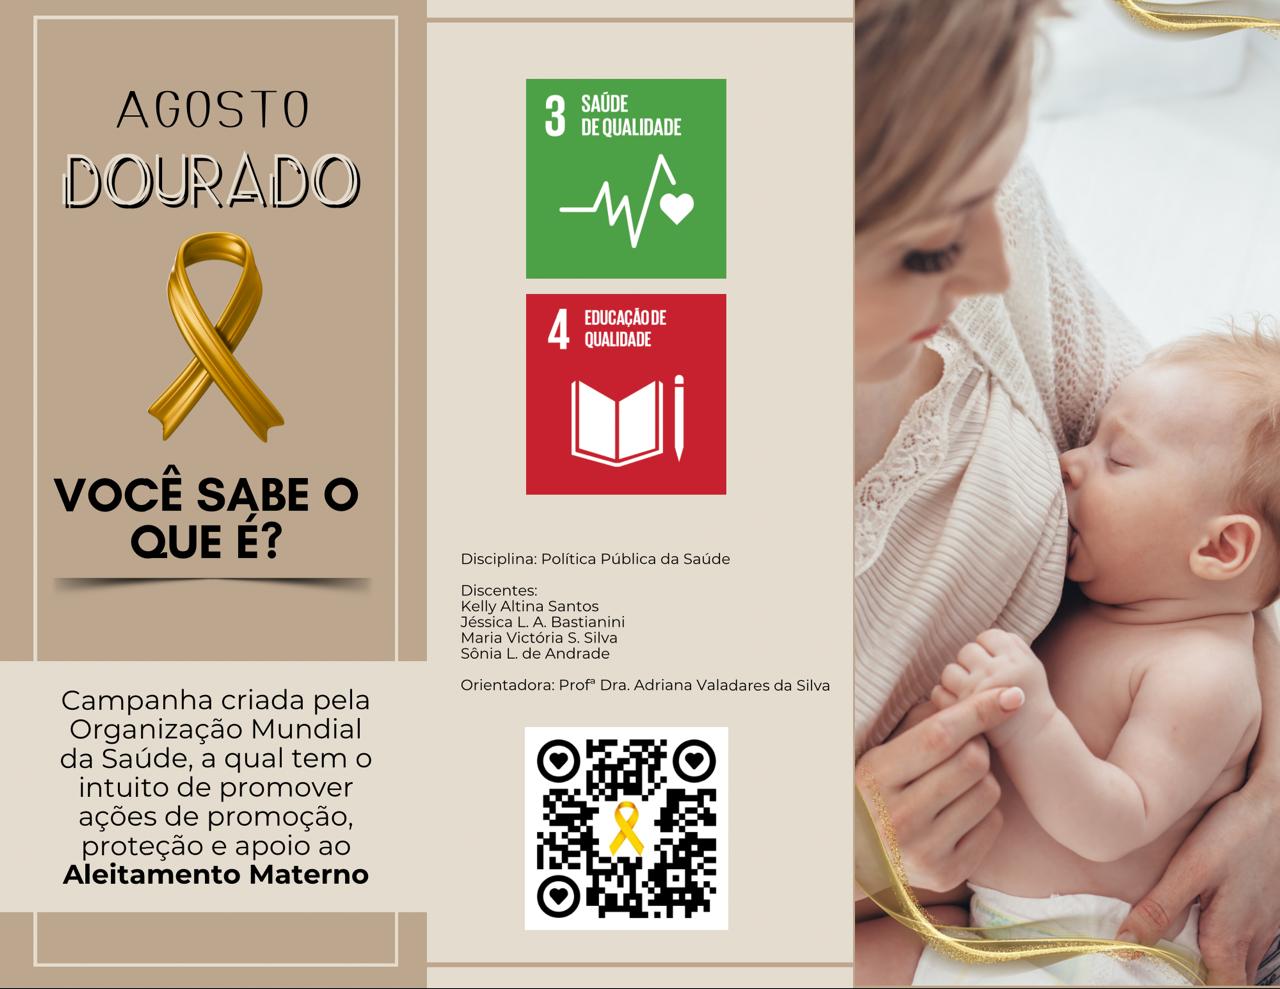 AGOSTO
DOURADO
VOCÊ SABE O
QUE É?
Campanha criada pela
Organização Mundial
da Saúde, a qual tem o
intuito de promover
ações de promoção,
proteção e apoio ao
Aleitamento Materno
3 SAÚDE
DE QUALIDADE
4 EDUCAÇÃO DE
QUALIDADE
Disciplina: Política Pública da Saúde
Discentes:
Kelly Altina Santos
Jéssica L. A. Bastianini
Maria Victória S. Silva
Sônia L. de Andrade
Orientadora: Profª Dra. Adriana Valadares da Silva